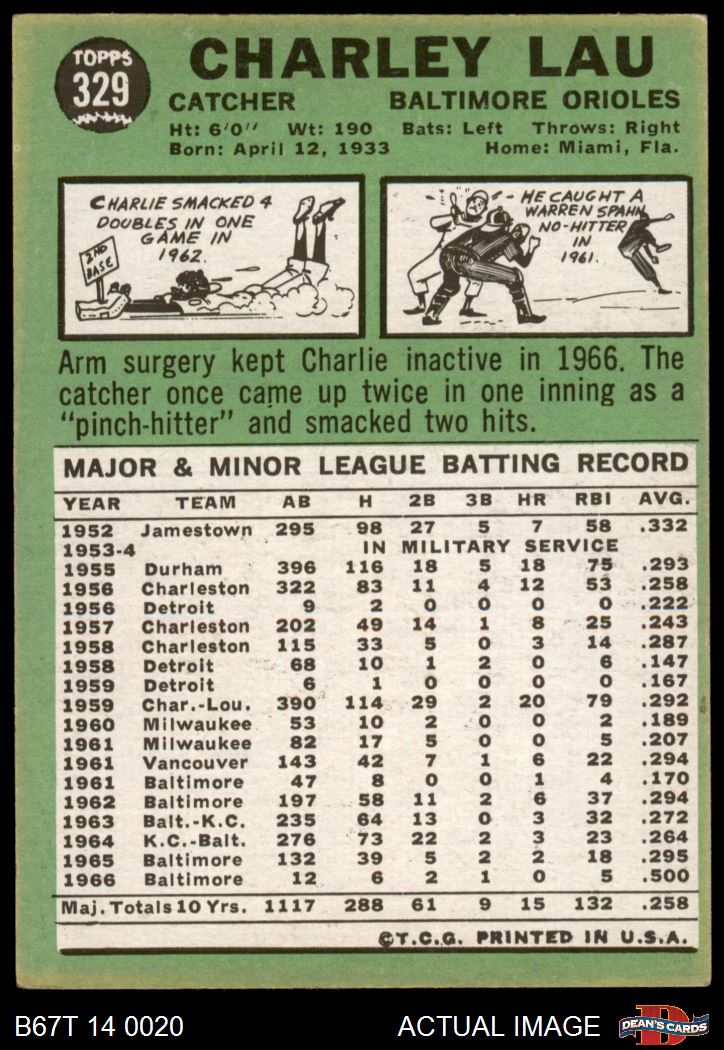 TOPPS
329
CHARLEY LAU
CATCHER BALTIMORE ORIOLES
Ht: 6'0" Wt: 190 Bats: Left Throws: Right
Born: April 12, 1933 Home: Miami, Fla.
CHARLIE SMACKED 4
DOUBLES IN ONE
GAME IN
1962.
2ND
BASE
HE CAUGHT A
WARREN SPAHN
NO-HITTER
IN
1961.
Arm surgery kept Charlie inactive in 1966. The
catcher once came up twice in one inning as a
"pinch-hitter" and smacked two hits.
MAJOR & MINOR LEAGUE BATTING RECORD
YEAR TEAM AB H 2B 3B HR RBI AVG.
1952 Jamestown 295 98 27 5 7 58 .332
1953-4 IN MILITARY SERVICE
1955 Durham 396 116 18 5 18 75 .293
1956 Charleston 322 83 11 4 12 53 .258
1956 Detroit 9 2 0 0 0 0 .222
1957 Charleston 202 49 14 1 8 25 .243
1958 Charleston 115 33 5 0 3 14 .287
1958 Detroit 68 10 1 2 0 6 .147
1959 Detroit 6 1 0 0 0 0 .167
1959 Char.-Lou. 390 114 29 2 20 79 .292
1960 Milwaukee 53 10 2 0 0 2 .189
1961 Milwaukee 82 17 5 0 0 5 .207
1961 Vancouver 143 42 7 1 6 22 .294
1961 Baltimore 47 8 0 0 1 4 .170
1962 Baltimore 197 58 11 2 6 37 .294
1963 Balt.-K.C. 235 64 13 0 3 32 .272
1964 K.C.-Balt. 276 73 22 2 3 23 .264
1965 Baltimore 132 39 5 2 2 18 .295
1966 Baltimore 12 6 2 1 0 5 .500
Maj. Totals 10 Yrs. 1117 288 61 9 15 132 .258
©T.C.G. PRINTED IN U.S.A.
B67T 14 0020 ACTUAL IMAGE
D
DEAN'S CARDS